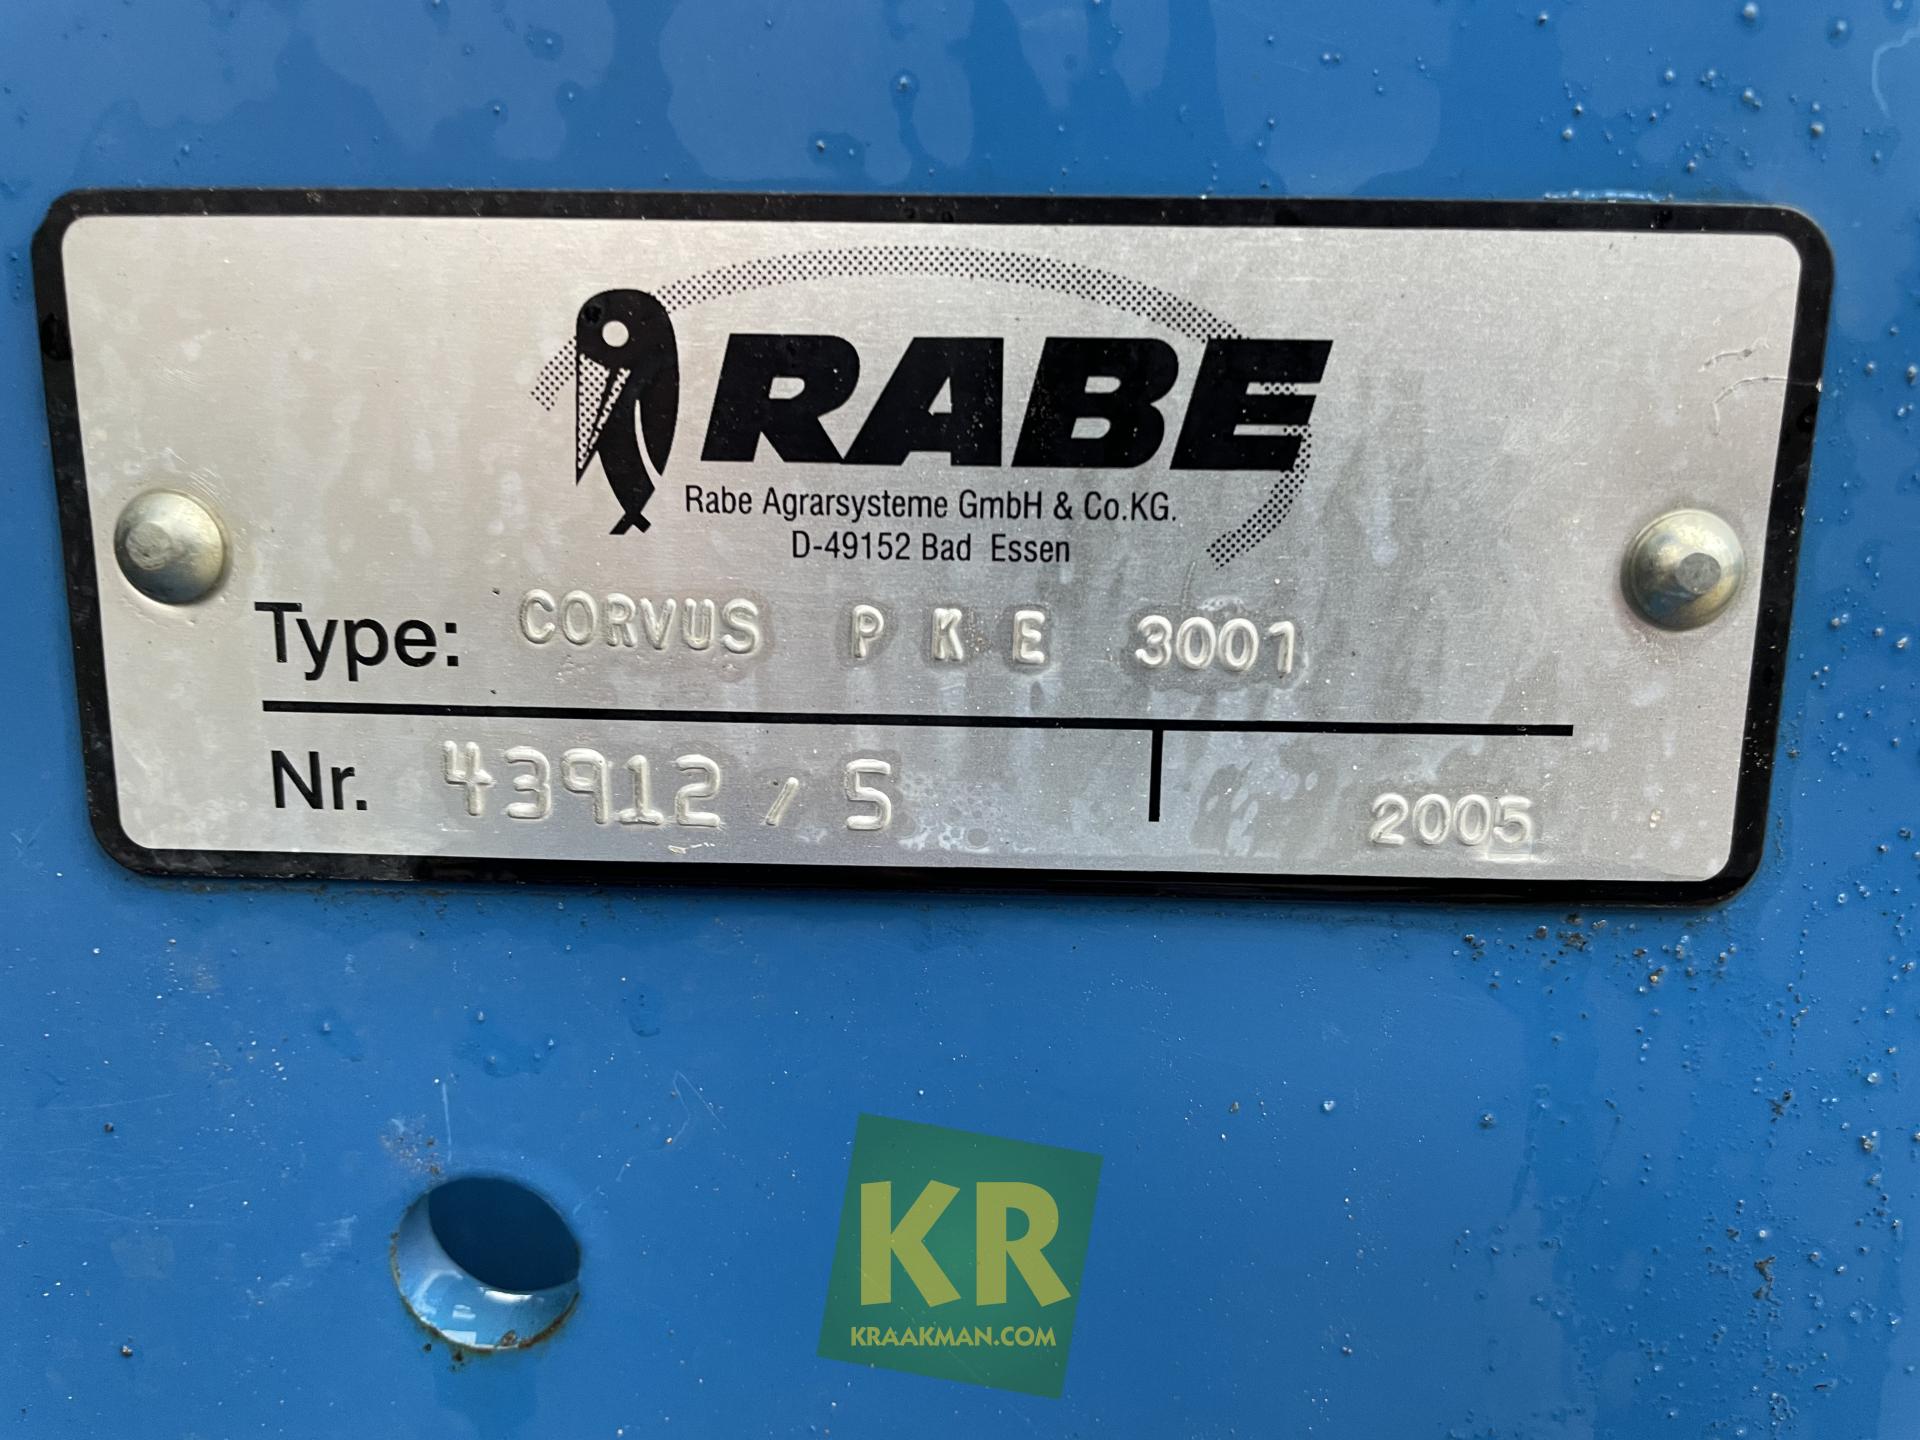 RABE
Rabe Agrarsysteme GmbH & Co.KG.
D-49152 Bad Essen
Type: CORVUS PKE 3001
Nr. 43912/5 2005
KR
KRAAKMAN.COM